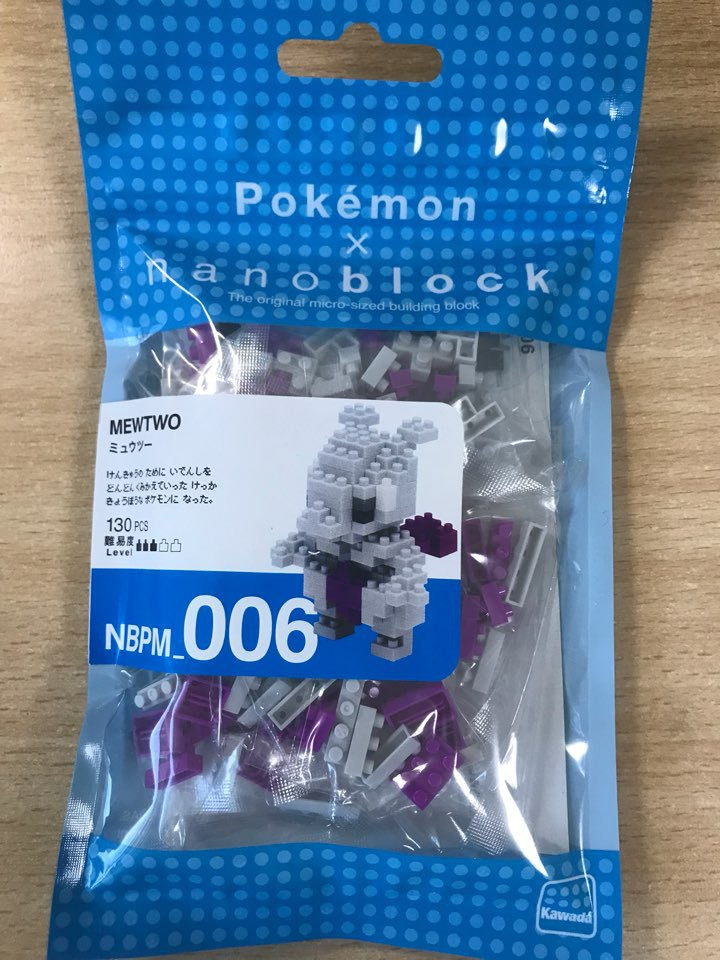 Pokémon
×
nanoblock
The original micro-sized building block
MEWTWO
ミュウツー
けんきゅうの ために いでんしを
どんどん くみかえていった けっか
きょうぼうな ポケモンに なった。
130 PCS
難易度
Level
NBPM_006
Kawada